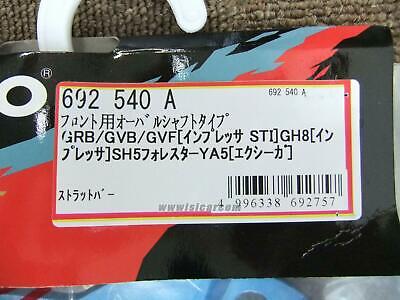 O®
692 540 A
692 540 A
フロント用オーバルシャフトタイプ
GRB/GVB/GVF[インプレッサ STI]GH8[イン
プレッサ]SH5フォレスターYA5[エクシーガ]
ストラットバー
4 996338 692757
www.isicar.com